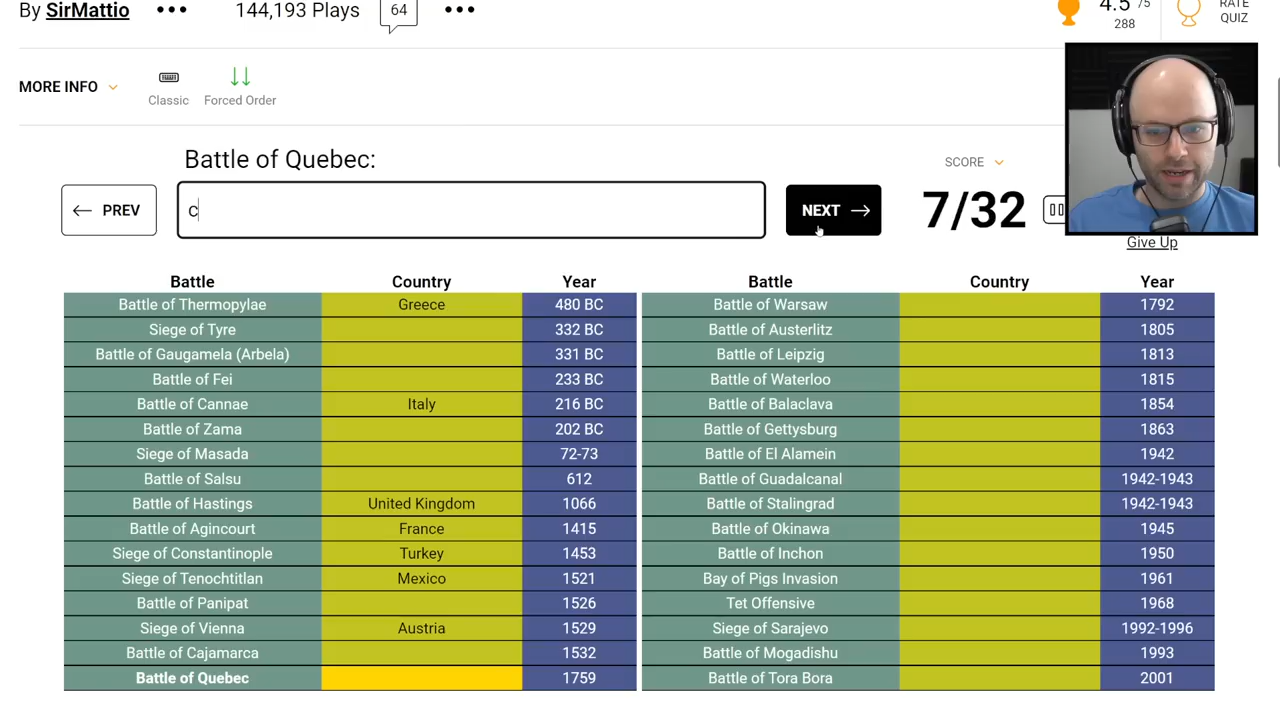 By SirMattio ••• 144,193 Plays 64 •••
4.5 /5
288
RATE
QUIZ
MORE INFO
Classic
Forced Order
Battle of Quebec:
SCORE
← PREV
c
NEXT →
7/32
Give Up
Battle Country Year Battle Country Year
Battle of Thermopylae Greece 480 BC Battle of Warsaw 1792
Siege of Tyre 332 BC Battle of Austerlitz 1805
Battle of Gaugamela (Arbela) 331 BC Battle of Leipzig 1813
Battle of Fei 233 BC Battle of Waterloo 1815
Battle of Cannae Italy 216 BC Battle of Balaclava 1854
Battle of Zama 202 BC Battle of Gettysburg 1863
Siege of Masada 72-73 Battle of El Alamein 1942
Battle of Salsu 612 Battle of Guadalcanal 1942-1943
Battle of Hastings United Kingdom 1066 Battle of Stalingrad 1942-1943
Battle of Agincourt France 1415 Battle of Okinawa 1945
Siege of Constantinople Turkey 1453 Battle of Inchon 1950
Siege of Tenochtitlan Mexico 1521 Bay of Pigs Invasion 1961
Battle of Panipat 1526 Tet Offensive 1968
Siege of Vienna Austria 1529 Siege of Sarajevo 1992-1996
Battle of Cajamarca 1532 Battle of Mogadishu 1993
Battle of Quebec 1759 Battle of Tora Bora 2001